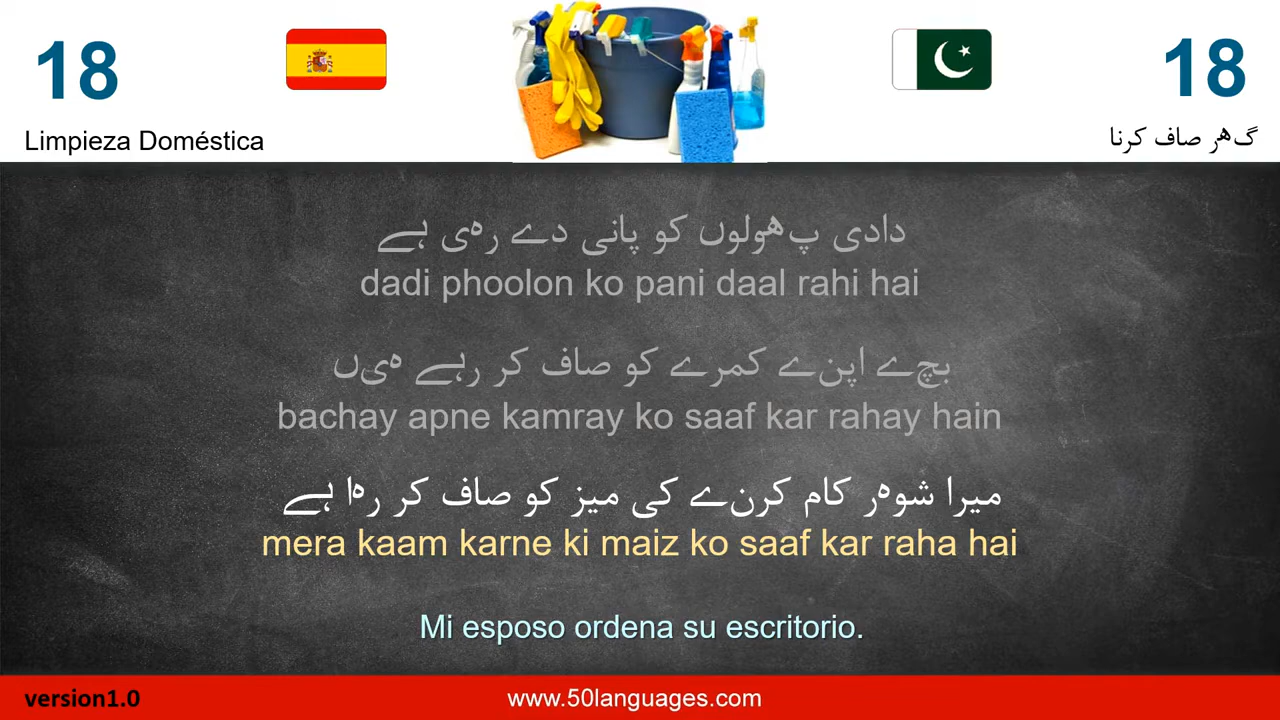 18
18
Limpieza Doméstica
گھر صاف کرنا
دادی پھولوں کو پانی دے رہی ہے
dadi phoolon ko pani daal rahi hai
بچے اپنے کمرے کو صاف کر رہے ہیں
bachay apne kamray ko saaf kar rahay hain
میرا شوہر کام کرنے کی میز کو صاف کر رہا ہے
mera kaam karne ki maiz ko saaf kar raha hai
Mi esposo ordena su escritorio.
version1.0
www.50languages.com